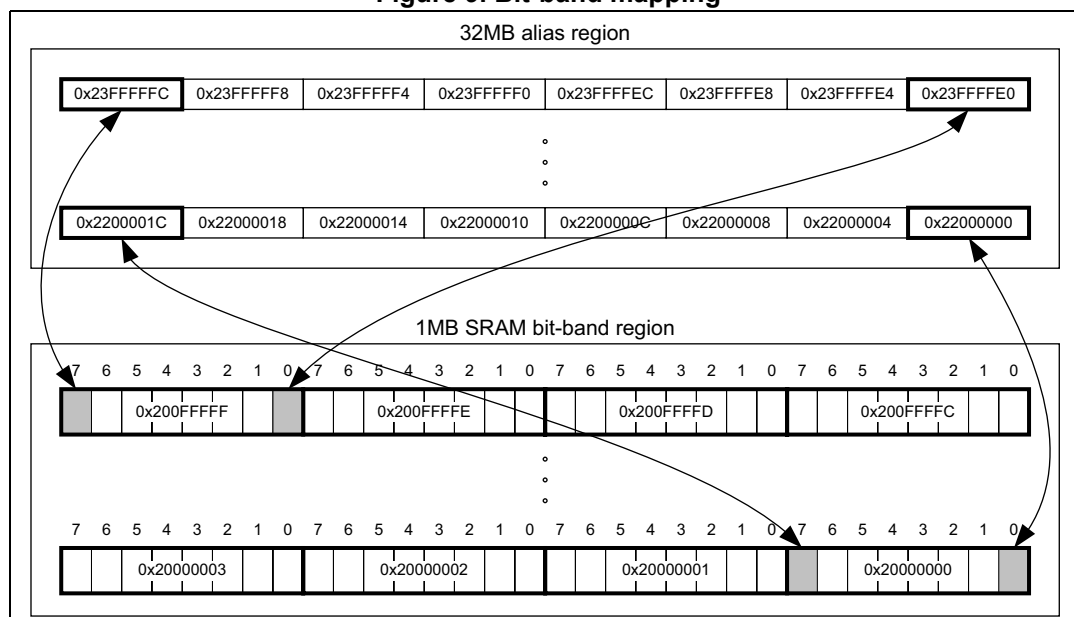 32MB alias region
0x23FFFFFC 0x23FFFFF8 0x23FFFFF4 0x23FFFFF0 0x23FFFFEC 0x23FFFFE8 0x23FFFFE4 0x23FFFFE0
0x2200001C 0x22000018 0x22000014 0x22000010 0x2200000C 0x22000008 0x22000004 0x22000000
1MB SRAM bit-band region
7 6 5 4 3 2 1 0 7 6 5 4 3 2 1 0 7 6 5 4 3 2 1 0 7 6 5 4 3 2 1 0
0x200FFFFF 0x200FFFFE 0x200FFFFD 0x200FFFFC
7 6 5 4 3 2 1 0 7 6 5 4 3 2 1 0 7 6 5 4 3 2 1 0 7 6 5 4 3 2 1 0
0x20000003 0x20000002 0x20000001 0x20000000